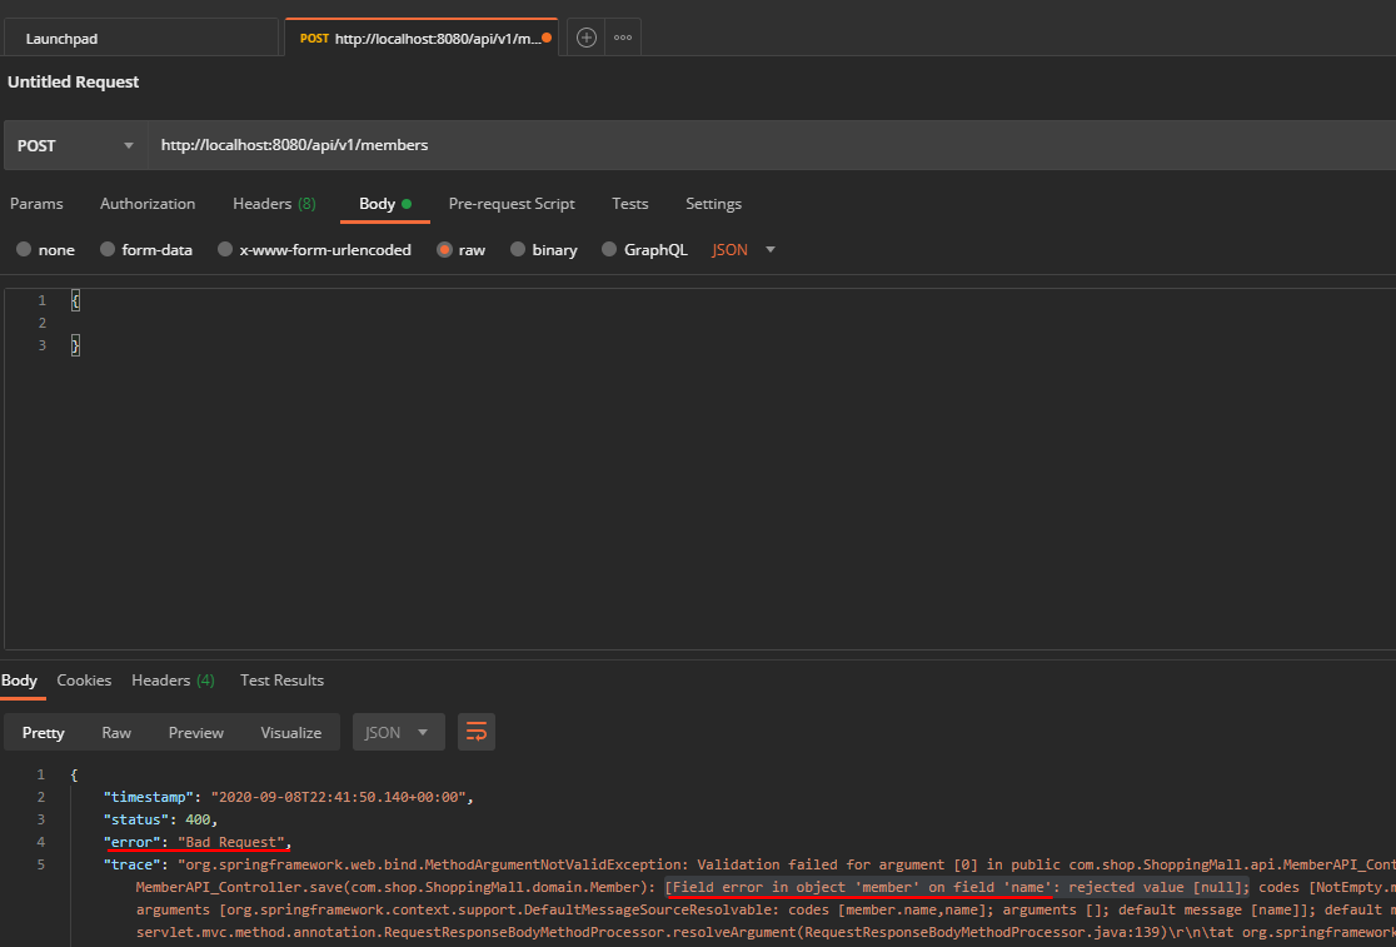 Launchpad
POST http://localhost:8080/api/v1/m...
Untitled Request
POST http://localhost:8080/api/v1/members
Params Authorization Headers (8) Body Pre-request Script Tests Settings
none form-data x-www-form-urlencoded raw binary GraphQL JSON
1 {
2
3 }
Body Cookies Headers (4) Test Results
Pretty Raw Preview Visualize JSON
1 {
2 "timestamp": "2020-09-08T22:41:50.140+00:00",
3 "status": 400,
4 "error": "Bad Request",
5 "trace": "org.springframework.web.bind.MethodArgumentNotValidException: Validation failed for argument [0] in public com.shop.ShoppingMall.api.MemberAPI_Cont
MemberAPI_Controller.save(com.shop.ShoppingMall.domain.Member): [Field error in object 'member' on field 'name': rejected value [null]; codes [NotEmpty.m
arguments [org.springframework.context.support.DefaultMessageSourceResolvable: codes [member.name,name]; arguments []; default message [name]]; default m
servlet.mvc.method.annotation.RequestResponseBodyMethodProcessor.resolveArgument(RequestResponseBodyMethodProcessor.java:139)\r\n\tat org.springframework